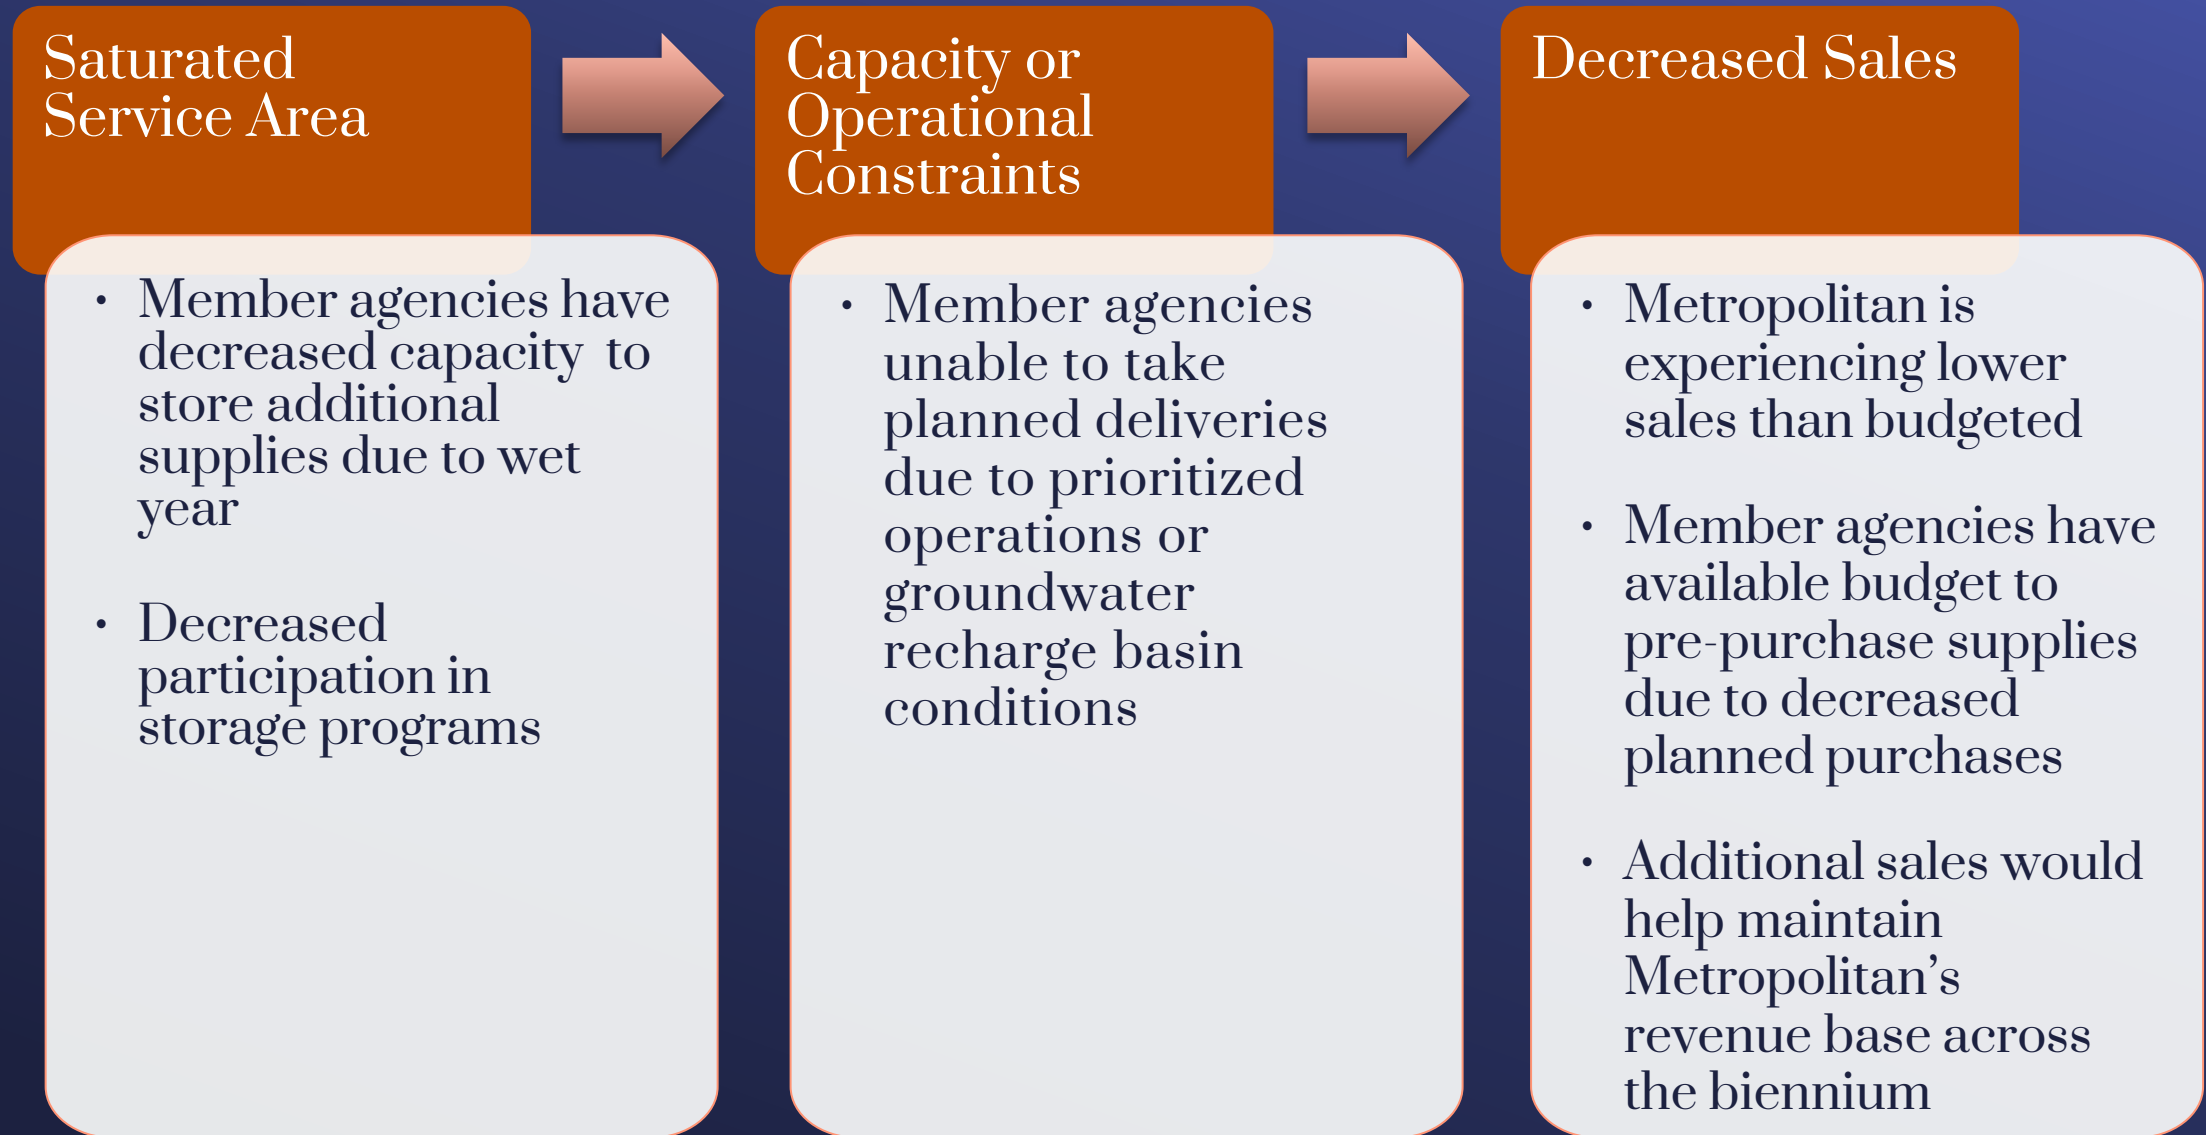 Saturated
Service Area
• Member agencies have
decreased capacity  to
store additional
supplies due to wet
year
• Decreased
participation in
storage programs
Capacity or
Operational
Constraints
• Member agencies
unable to take
planned deliveries
due to prioritized
operations or
groundwater
recharge basin
conditions
Decreased Sales
• Metropolitan is
experiencing lower
sales than budgeted
• Member agencies have
available budget to
pre-purchase supplies
due to decreased
planned purchases
• Additional sales would
help maintain
Metropolitan’s
revenue base across
the biennium